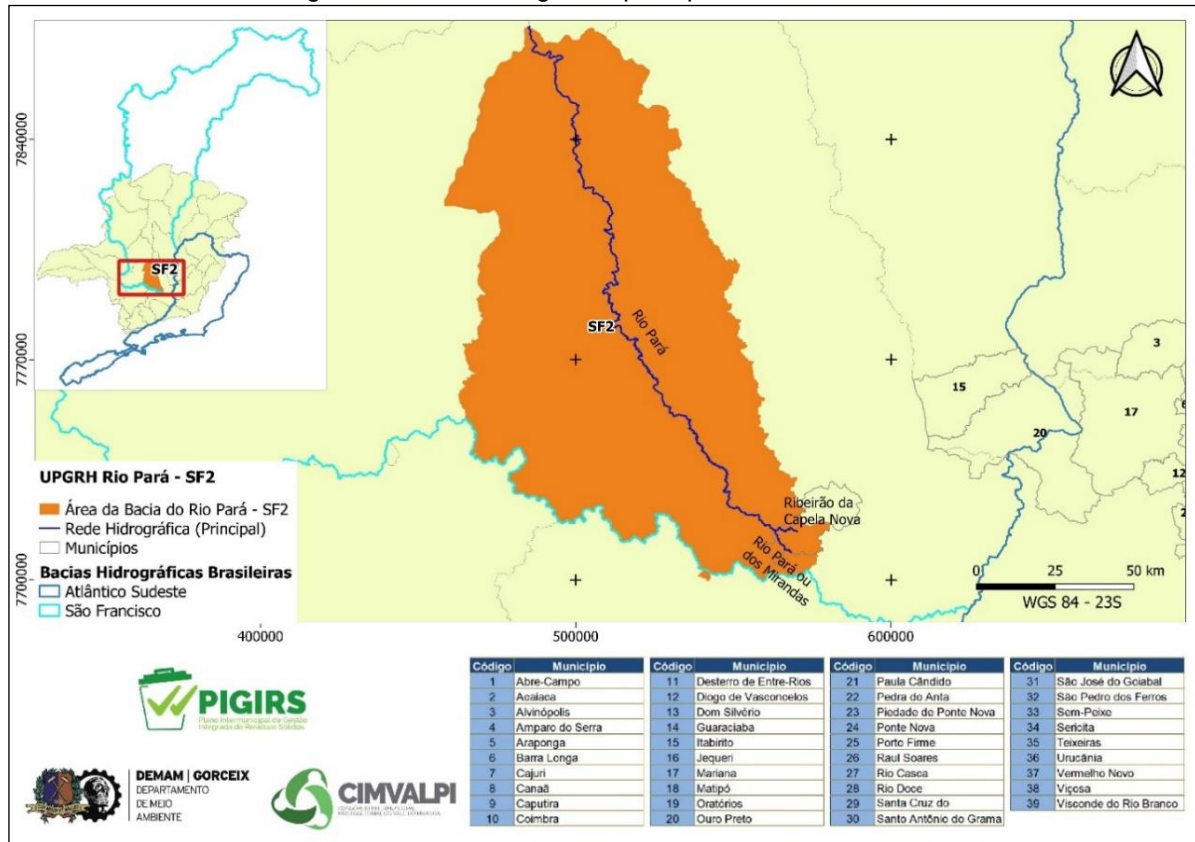 SF2
7840000
7770000
7700000
SF2
Rio Pará
3
15
17
20
12
Ribeirão da
Capela Nova
Rio Pará ou
dos Mirandas
UPGRH Rio Pará - SF2
Área da Bacia do Rio Pará - SF2
Rede Hidrográfica (Principal)
Municípios
Bacias Hidrográficas Brasileiras
Atlântico Sudeste
São Francisco
0 25 50 km
WGS 84 - 23S
400000 500000 600000
PIGIRS
Plano Intermunicipal de Gestão
Integrada de Resíduos Sólidos
DEMAM | GORCEIX
DEPARTAMENTO
DE MEIO
AMBIENTE
CIMVALPI
Código Município
1 Abre-Campo
2 Acaiaca
3 Alvinópolis
4 Amparo do Serra
5 Araponga
6 Barra Longa
7 Cajuri
8 Canaã
9 Caputira
10 Coimbra
Código Município
11 Desterro de Entre-Rios
12 Diogo de Vasconcelos
13 Dom Silvério
14 Guaraciaba
15 Itabirito
16 Jequeri
17 Mariana
18 Matipó
19 Oratórios
20 Ouro Preto
Código Município
21 Paula Cândido
22 Pedra do Anta
23 Piedade de Ponte Nova
24 Ponte Nova
25 Porto Firme
26 Raul Soares
27 Rio Casca
28 Rio Doce
29 Santa Cruz do
30 Santo Antônio do Grama
Código Município
31 São José do Goiabal
32 São Pedro dos Ferros
33 Sem-Peixe
34 Sericita
35 Teixeiras
36 Urucânia
37 Vermelho Novo
38 Viçosa
39 Visconde do Rio Branco